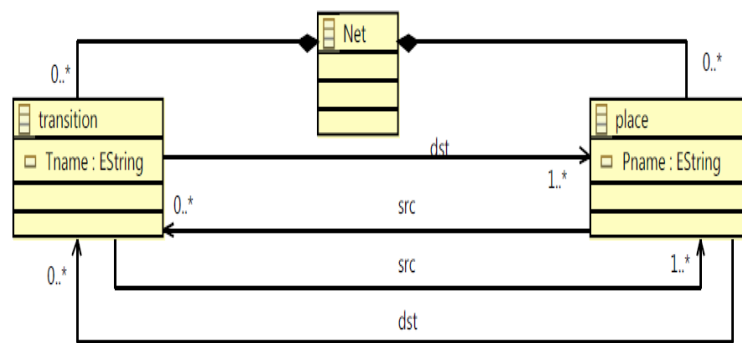 Net
0..*
0..*
transition
place
Tname : EString
dst
Pname : EString
1..*
0..*
src
0..*
src
1..*
dst